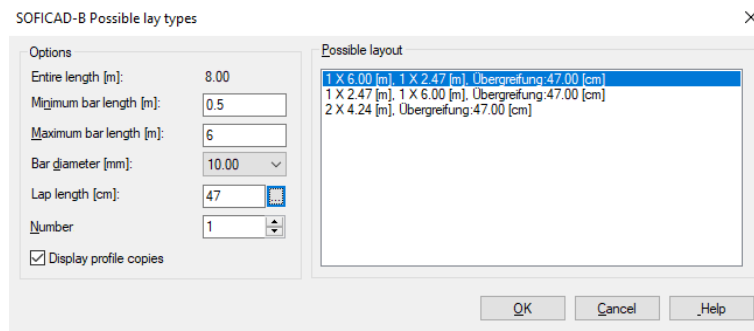 SOFICAD-B Possible lay types
Options
Entire length [m]: 8.00
Minimum bar length [m]: 0.5
Maximum bar length [m]: 6
Bar diameter [mm]: 10.00
Lap length [cm]: 47 ...
Number 1
Display profile copies
Possible layout
1 X 6.00 [m], 1 X 2.47 [m], Übergreifung:47.00 [cm]
1 X 2.47 [m], 1 X 6.00 [m], Übergreifung:47.00 [cm]
2 X 4.24 [m], Übergreifung:47.00 [cm]
OK Cancel Help